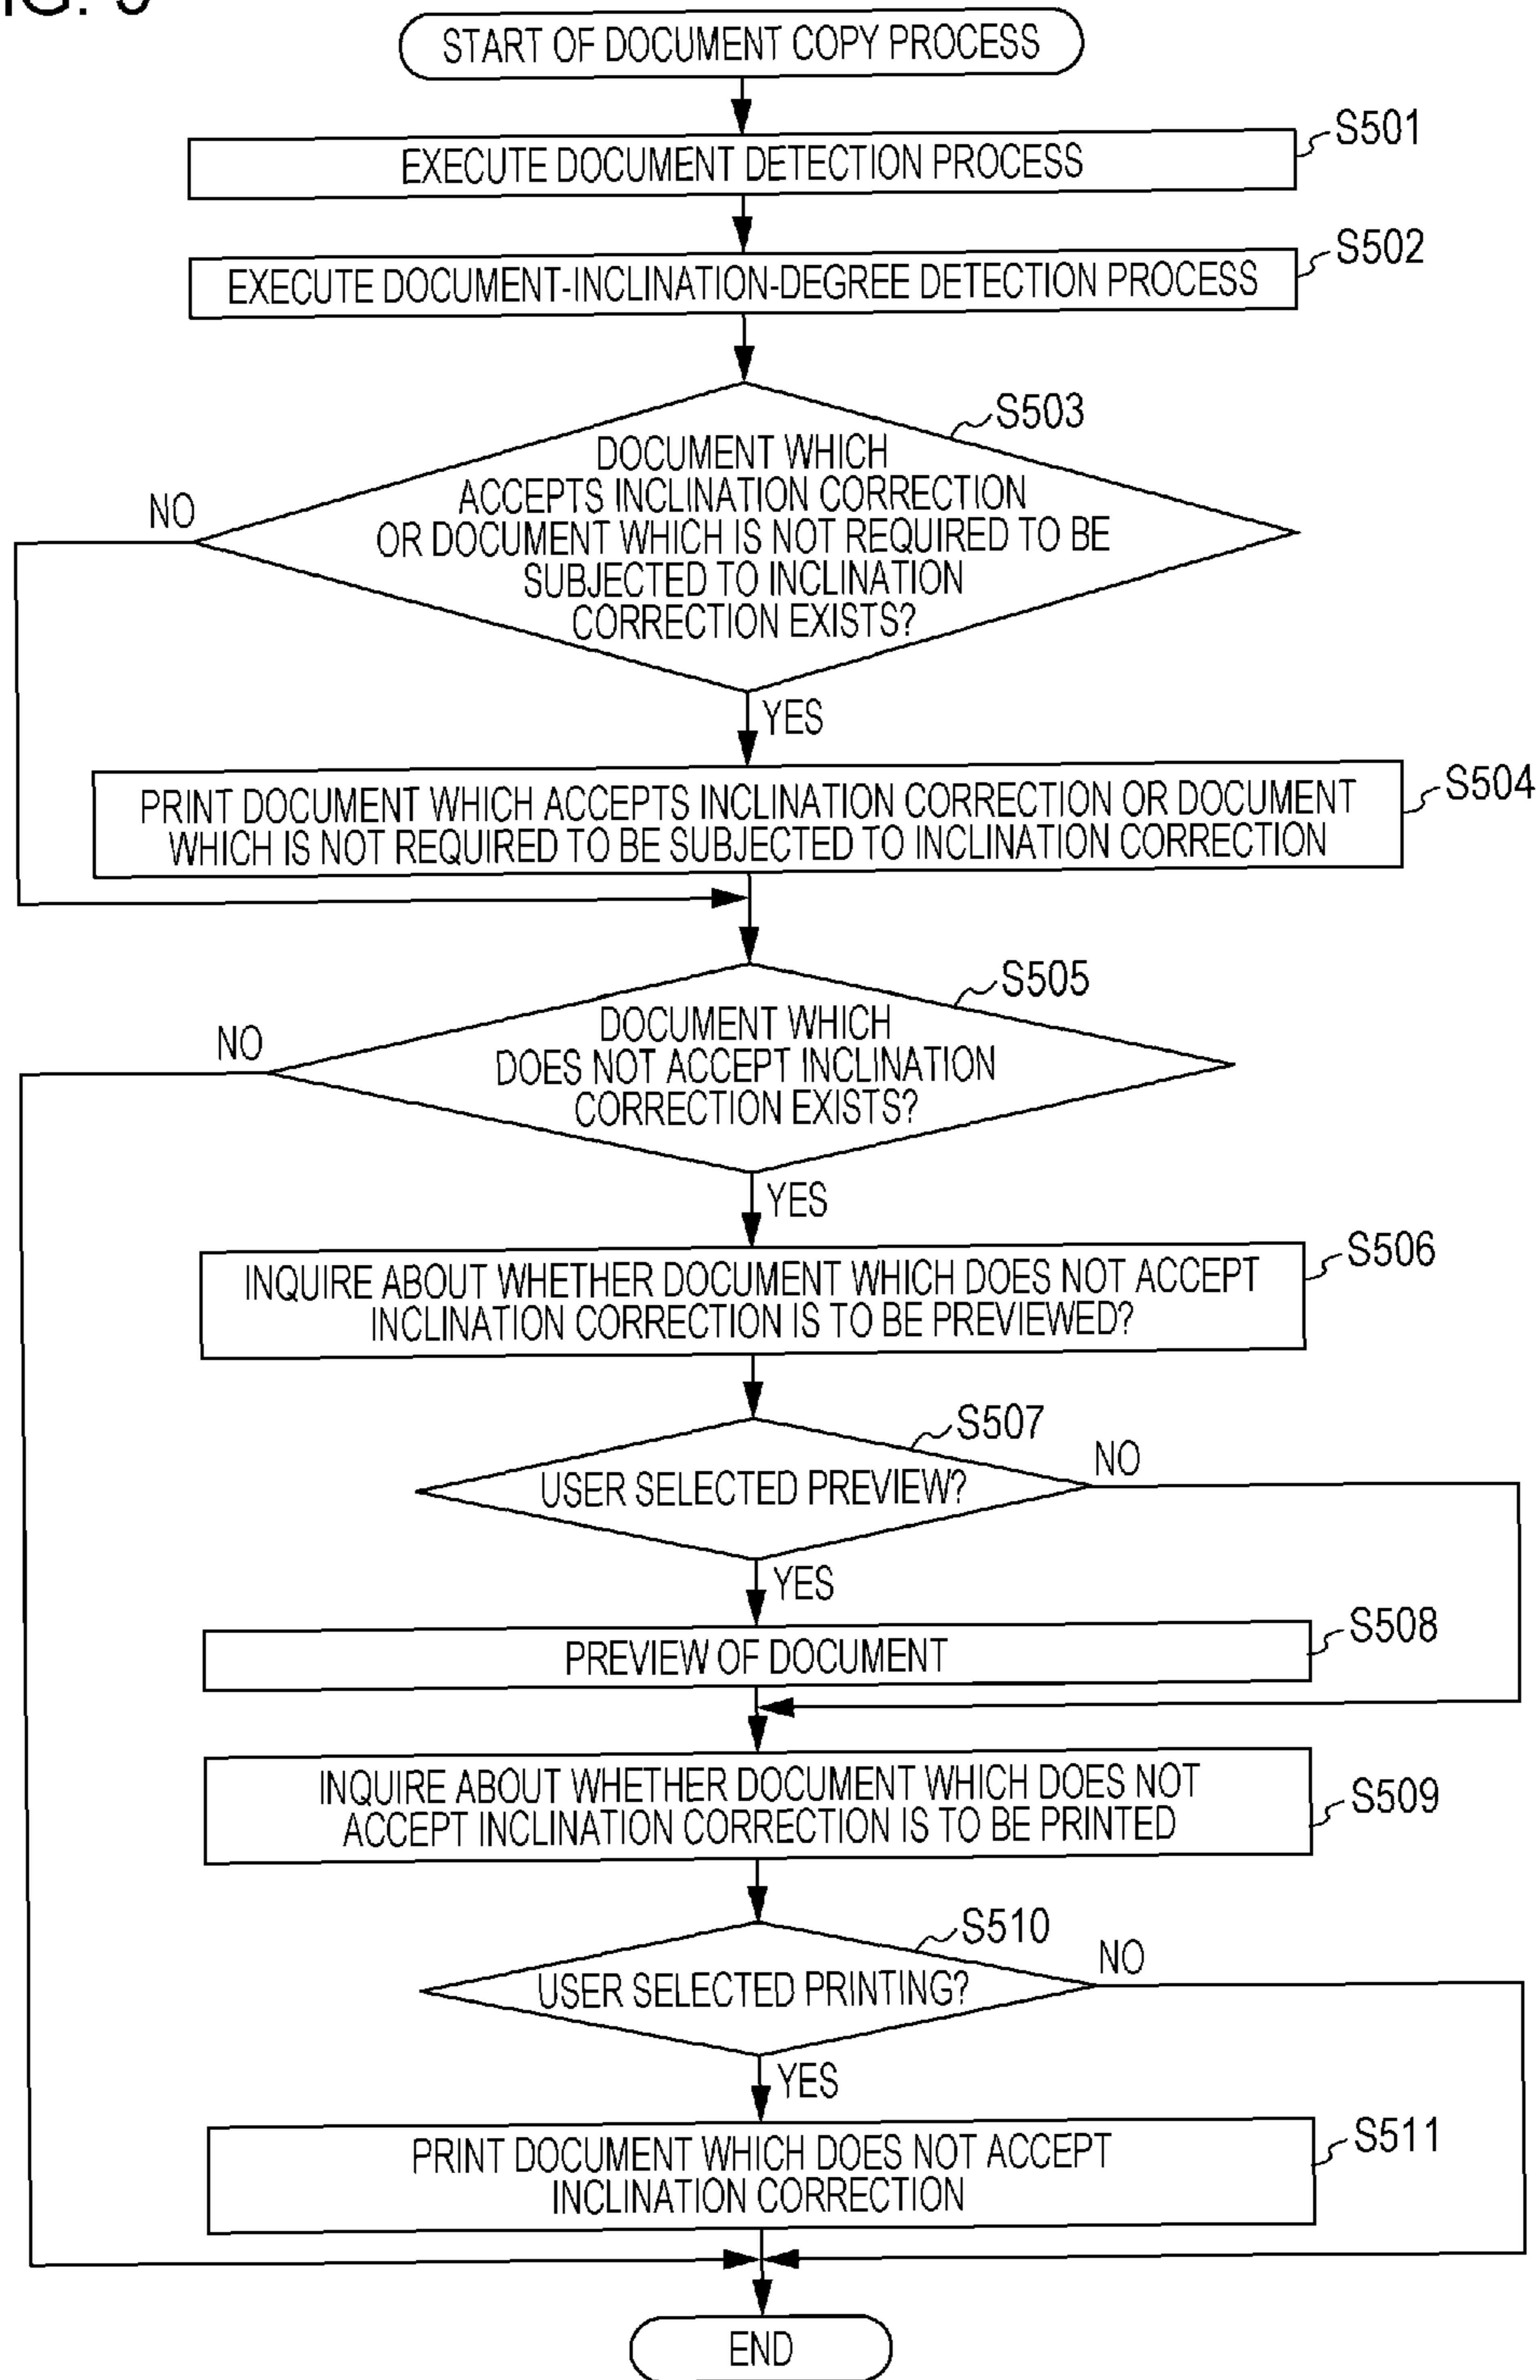 START OF DOCUMENT COPY PROCESS
S501
EXECUTE DOCUMENT DETECTION PROCESS
S502
EXECUTE DOCUMENT-INCLINATION-DEGREE DETECTION PROCESS
S503
DOCUMENT WHICH
ACCEPTS INCLINATION CORRECTION
OR DOCUMENT WHICH IS NOT REQUIRED TO BE
SUBJECTED TO INCLINATION
CORRECTION EXISTS?
NO
YES
S504
PRINT DOCUMENT WHICH ACCEPTS INCLINATION CORRECTION OR DOCUMENT
WHICH IS NOT REQUIRED TO BE SUBJECTED TO INCLINATION CORRECTION
S505
DOCUMENT WHICH
DOES NOT ACCEPT INCLINATION
CORRECTION EXISTS?
NO
YES
S506
INQUIRE ABOUT WHETHER DOCUMENT WHICH DOES NOT ACCEPT
INCLINATION CORRECTION IS TO BE PREVIEWED?
S507
USER SELECTED PREVIEW?
NO
YES
S508
PREVIEW OF DOCUMENT
S509
INQUIRE ABOUT WHETHER DOCUMENT WHICH DOES NOT
ACCEPT INCLINATION CORRECTION IS TO BE PRINTED
S510
USER SELECTED PRINTING?
NO
YES
S511
PRINT DOCUMENT WHICH DOES NOT ACCEPT
INCLINATION CORRECTION
END